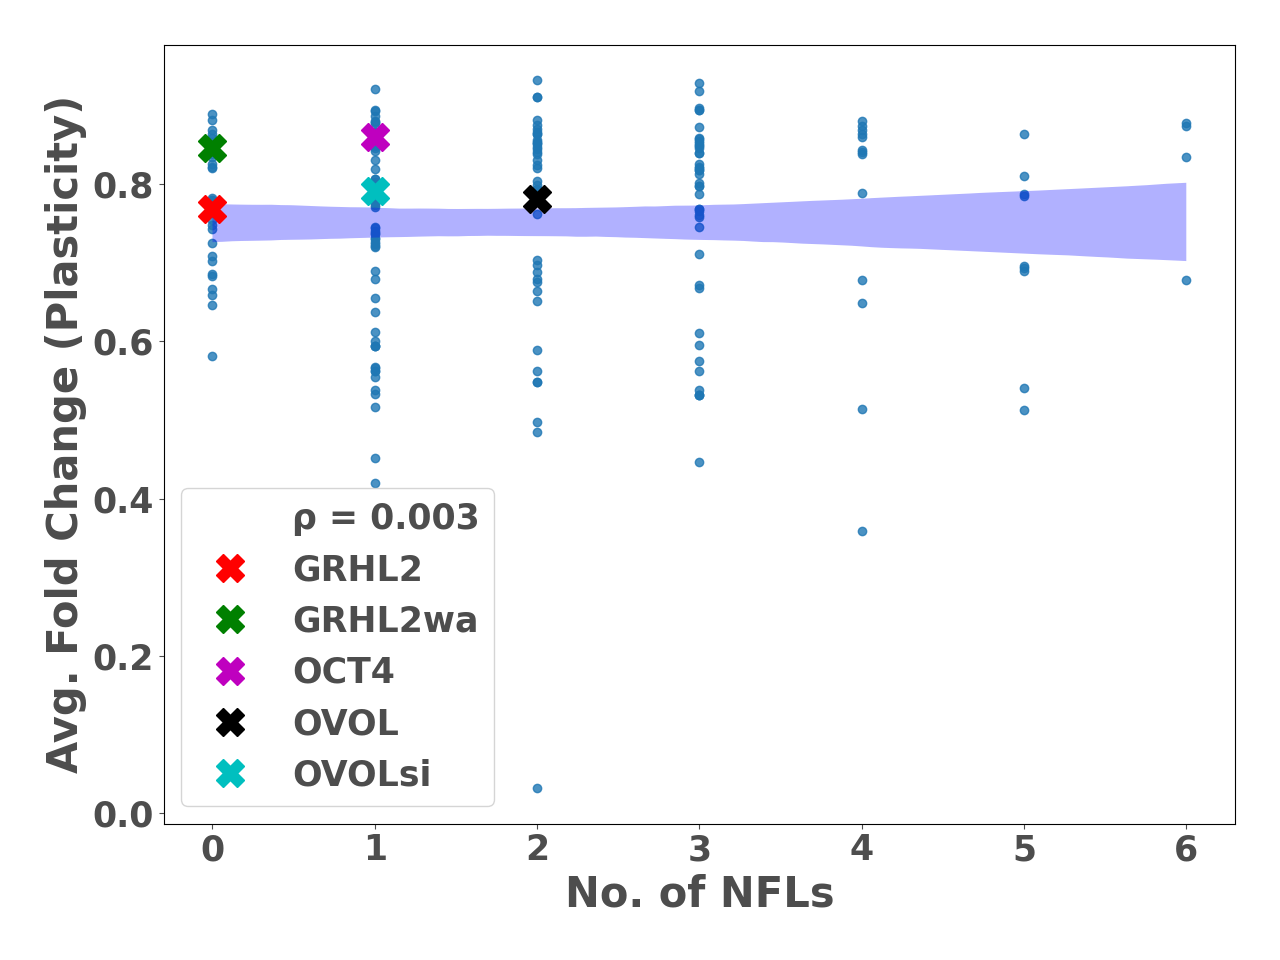 Avg. Fold Change (Plasticity)
0.8
0.6
0.4
0.2
0.0
ρ = 0.003
GRHL2
GRHL2wa
OCT4
OVOL
OVOLsi
0 1 2 3 4 5 6
No. of NFLs